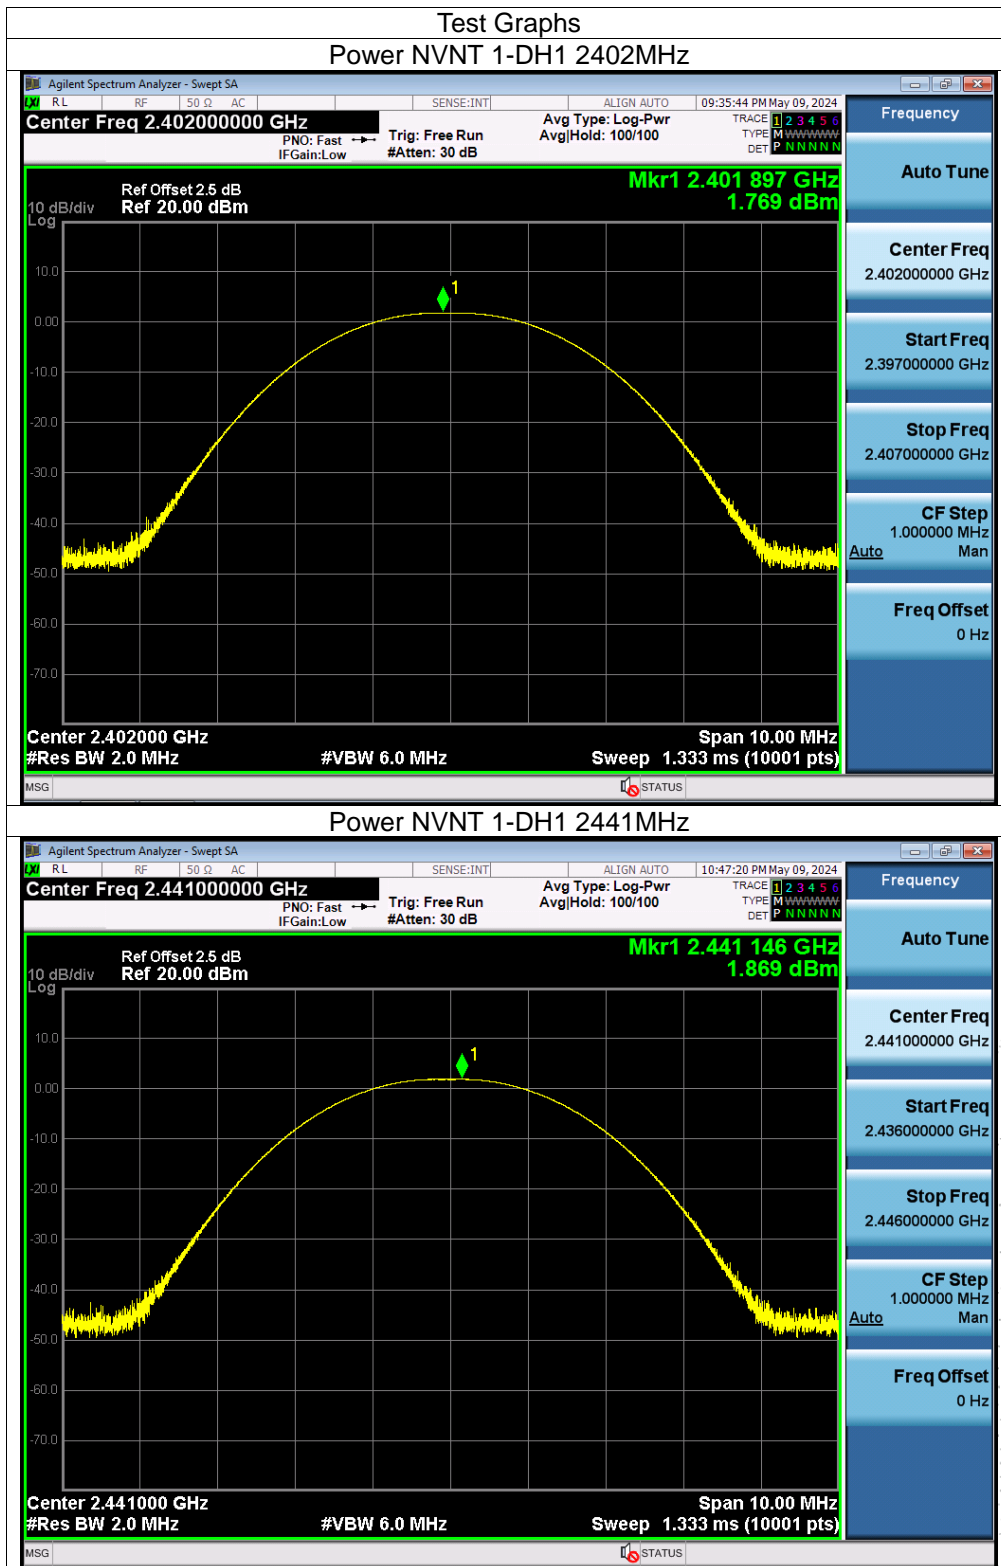 Test Graphs
Power NVNT 1-DH1 2402MHz
Agilent Spectrum Analyzer - Swept SA
LXI RL RF 50 Ω AC SENSE:INT ALIGN AUTO 09:35:44 PM May 09, 2024
Center Freq 2.402000000 GHz
PNO: Fast
IFGain:Low
Trig: Free Run
#Atten: 30 dB
Avg Type: Log-Pwr
Avg|Hold: 100/100
TRACE 1 2 3 4 5 6
TYPE M W W W W W
DET P N N N N N
Frequency
Auto Tune
Center Freq
2.402000000 GHz
Start Freq
2.397000000 GHz
Stop Freq
2.407000000 GHz
CF Step
1.000000 MHz
Auto Man
Freq Offset
0 Hz
Mkr1 2.401 897 GHz
1.769 dBm
Ref Offset 2.5 dB
10 dB/div Ref 20.00 dBm
Log
10.0
0.00
-10.0
-20.0
-30.0
-40.0
-50.0
-60.0
-70.0
1
Center 2.402000 GHz Span 10.00 MHz
#Res BW 2.0 MHz #VBW 6.0 MHz Sweep 1.333 ms (10001 pts)
MSG STATUS
Power NVNT 1-DH1 2441MHz
Agilent Spectrum Analyzer - Swept SA
LXI RL RF 50 Ω AC SENSE:INT ALIGN AUTO 10:47:20 PM May 09, 2024
Center Freq 2.441000000 GHz
PNO: Fast
IFGain:Low
Trig: Free Run
#Atten: 30 dB
Avg Type: Log-Pwr
Avg|Hold: 100/100
TRACE 1 2 3 4 5 6
TYPE M W W W W W
DET P N N N N N
Frequency
Auto Tune
Center Freq
2.441000000 GHz
Start Freq
2.436000000 GHz
Stop Freq
2.446000000 GHz
CF Step
1.000000 MHz
Auto Man
Freq Offset
0 Hz
Mkr1 2.441 146 GHz
1.869 dBm
Ref Offset 2.5 dB
10 dB/div Ref 20.00 dBm
Log
10.0
0.00
-10.0
-20.0
-30.0
-40.0
-50.0
-60.0
-70.0
1
Center 2.441000 GHz Span 10.00 MHz
#Res BW 2.0 MHz #VBW 6.0 MHz Sweep 1.333 ms (10001 pts)
MSG STATUS